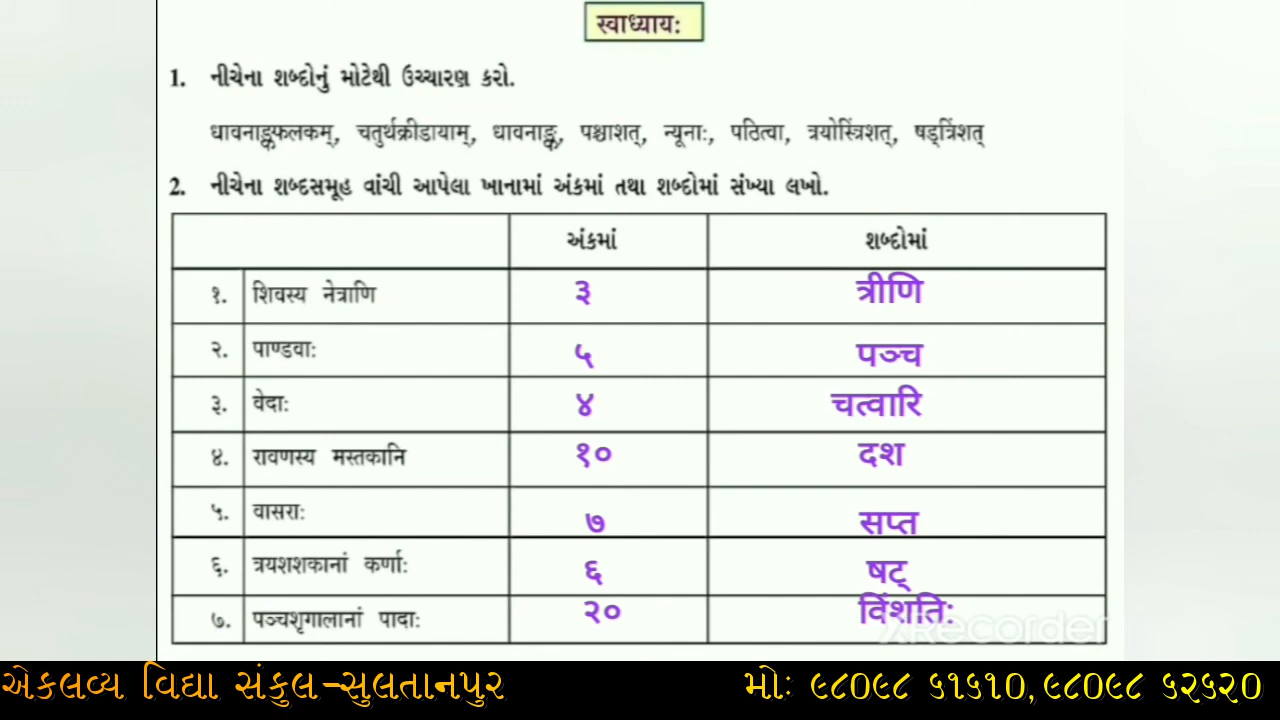 स्वाध्यायः
1. નીચેના શબ્દોનું મોટેથી ઉચ્ચારણ કરો.
धावनाङ्कफलकम्, चतुर्थक्रीडायाम्, धावनाङ्क, पञ्चाशत्, न्यूनाः, पठित्वा, त्रयोस्त्रिंशत्, षड्त्रिंशत्
2. નીચેના શબ્દસમૂહ વાંચી આપેલા ખાનામાં અંકમાં તથા શબ્દોમાં સંખ્યા લખો.
અંકમાં શબ્દોમાં
१. शिवस्य नेत्राणि ३ त्रीणि
२. पाण्डवाः ५ पञ्च
३. वेदाः ४ चत्वारि
४. रावणस्य मस्तकानि १० दश
५. वासराः ७ सप्त
६. त्रयशशकानां कर्णाः ६ षट्
७. पञ्चशृगालानां पादाः २० विंशतिः
XRecorder
એકલવ્ય વિદ્યા સંકુલ-સુલતાનપુર મોઃ ૯૮૦૯૮ ૬૧૬૧૦, ૯૮૦૯૮ ૬૨૬૨૦